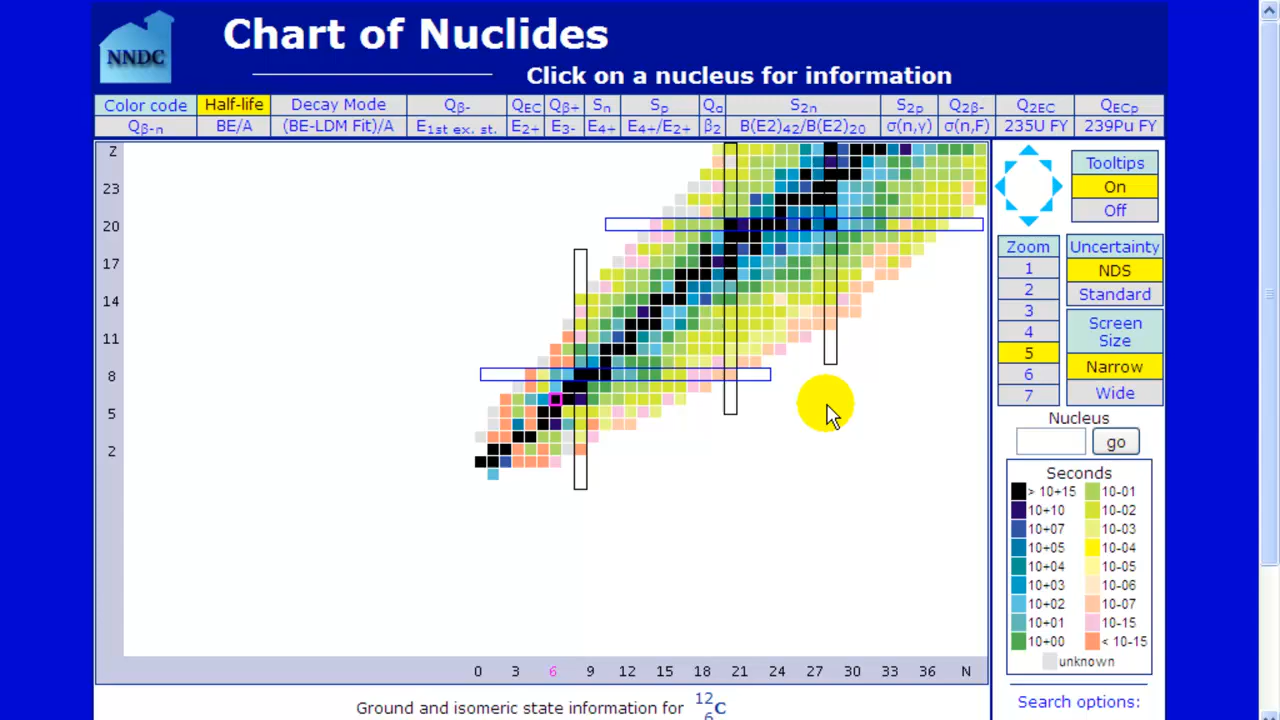 NNDC
Chart of Nuclides
Click on a nucleus for information
Color code Half-life Decay Mode Qβ- QEC Qβ+ Sn Sp Qα S2n S2p Q2β- Q2EC QECp
Qβ-n BE/A (BE-LDM Fit)/A E1st ex. st. E2+ E3- E4+ E4+/E2+ β2 B(E2)42/B(E2)20 σ(n,γ) σ(n,F) 235U FY 239Pu FY
Z
23
20
17
14
11
8
5
2
0 3 6 9 12 15 18 21 24 27 30 33 36 N
Tooltips
On
Off
Zoom
1
2
3
4
5
6
7
Uncertainty
NDS
Standard
Screen
Size
Narrow
Wide
Nucleus
go
Seconds
> 10+15 10-01
10+10 10-02
10+07 10-03
10+05 10-04
10+04 10-05
10+03 10-06
10+02 10-07
10+01 10-15
10+00 < 10-15
unknown
Search options:
Ground and isomeric state information for 12 6 C